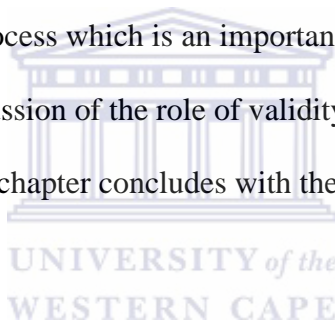 ocess which is an importan
ssion of the role of validity
chapter concludes with the
UNIVERSITY of the
WESTERN CAPE